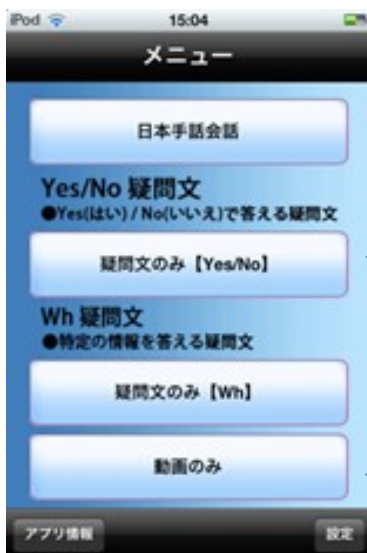 iPod 15:04
メニュー
日本手話会話
Yes/No 疑問文
●Yes(はい) / No(いいえ)で答える疑問文
疑問文のみ【Yes/No】
Wh 疑問文
●特定の情報を答える疑問文
疑問文のみ【Wh】
動画のみ
アプリ情報 設定